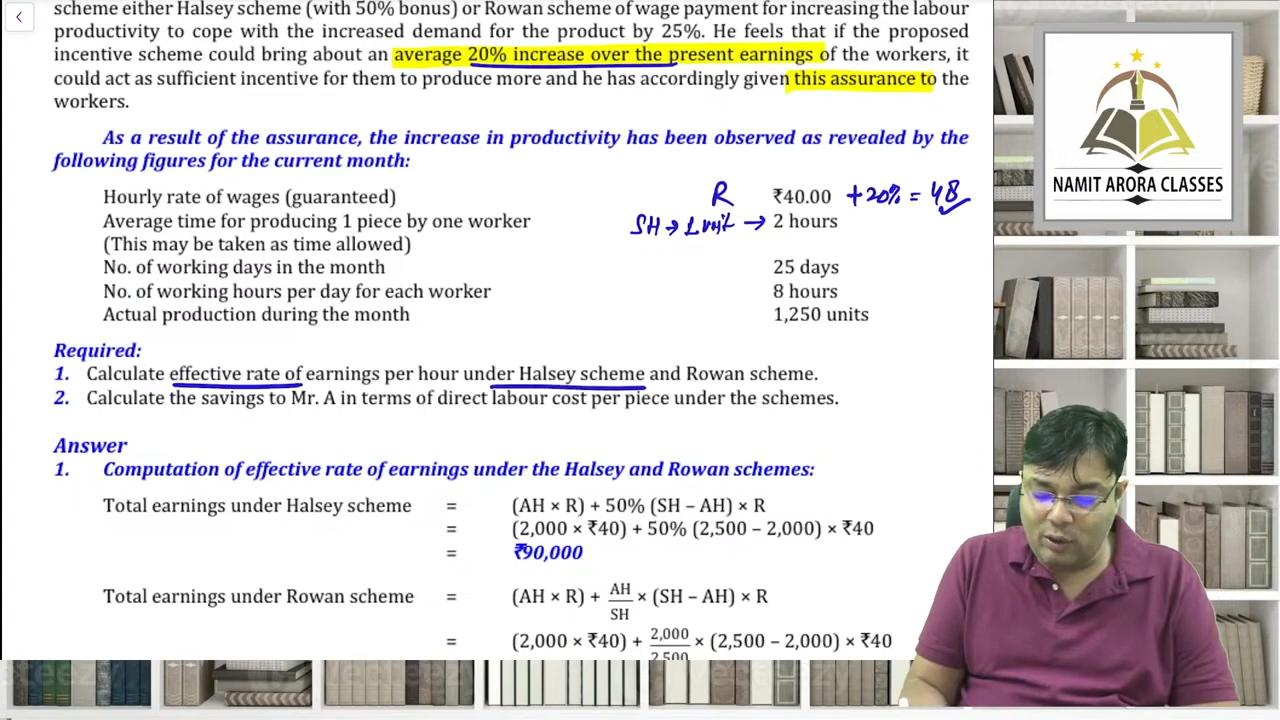 scheme either Halsey scheme (with 50% bonus) or Rowan scheme of wage payment for increasing the labour
productivity to cope with the increased demand for the product by 25%. He feels that if the proposed
incentive scheme could bring about an average 20% increase over the present earnings of the workers, it
could act as sufficient incentive for them to produce more and he has accordingly given this assurance to the
workers.
As a result of the assurance, the increase in productivity has been observed as revealed by the
following figures for the current month:
Hourly rate of wages (guaranteed) R ₹40.00 +20% = 48
Average time for producing 1 piece by one worker SH → 1 unit → 2 hours
(This may be taken as time allowed)
No. of working days in the month 25 days
No. of working hours per day for each worker 8 hours
Actual production during the month 1,250 units
Required:
1. Calculate effective rate of earnings per hour under Halsey scheme and Rowan scheme.
2. Calculate the savings to Mr. A in terms of direct labour cost per piece under the schemes.
Answer
1. Computation of effective rate of earnings under the Halsey and Rowan schemes:
Total earnings under Halsey scheme = (AH × R) + 50% (SH – AH) × R
= (2,000 × ₹40) + 50% (2,500 – 2,000) × ₹40
= ₹90,000
Total earnings under Rowan scheme = (AH × R) + AH/SH × (SH – AH) × R
= (2,000 × ₹40) + 2,000/2,500 × (2,500 – 2,000) × ₹40
NAMIT ARORA CLASSES